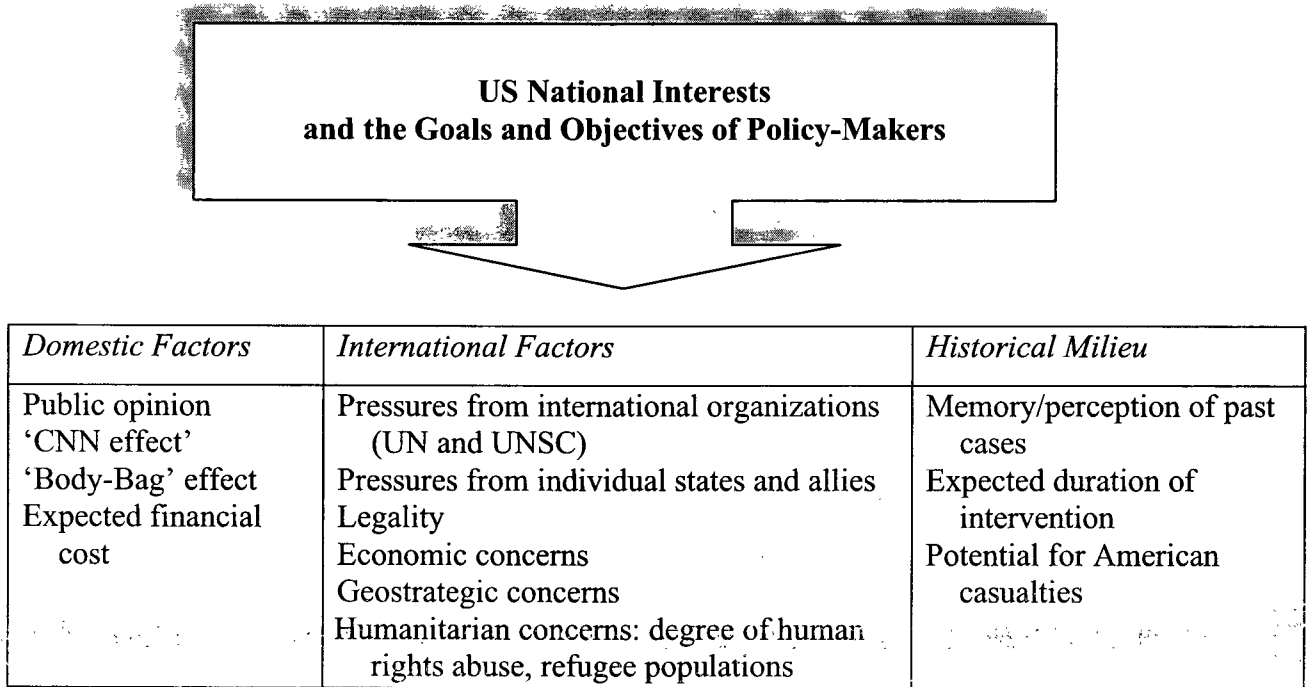 US National Interests
and the Goals and Objectives of Policy-Makers
Domestic Factors
International Factors
Historical Milieu
Public opinion
‘CNN effect’
‘Body-Bag’ effect
Expected financial
cost
Pressures from international organizations
(UN and UNSC)
Pressures from individual states and allies
Legality
Economic concerns
Geostrategic concerns
Humanitarian concerns: degree of human
rights abuse, refugee populations
Memory/perception of past
cases
Expected duration of
intervention
Potential for American
casualties